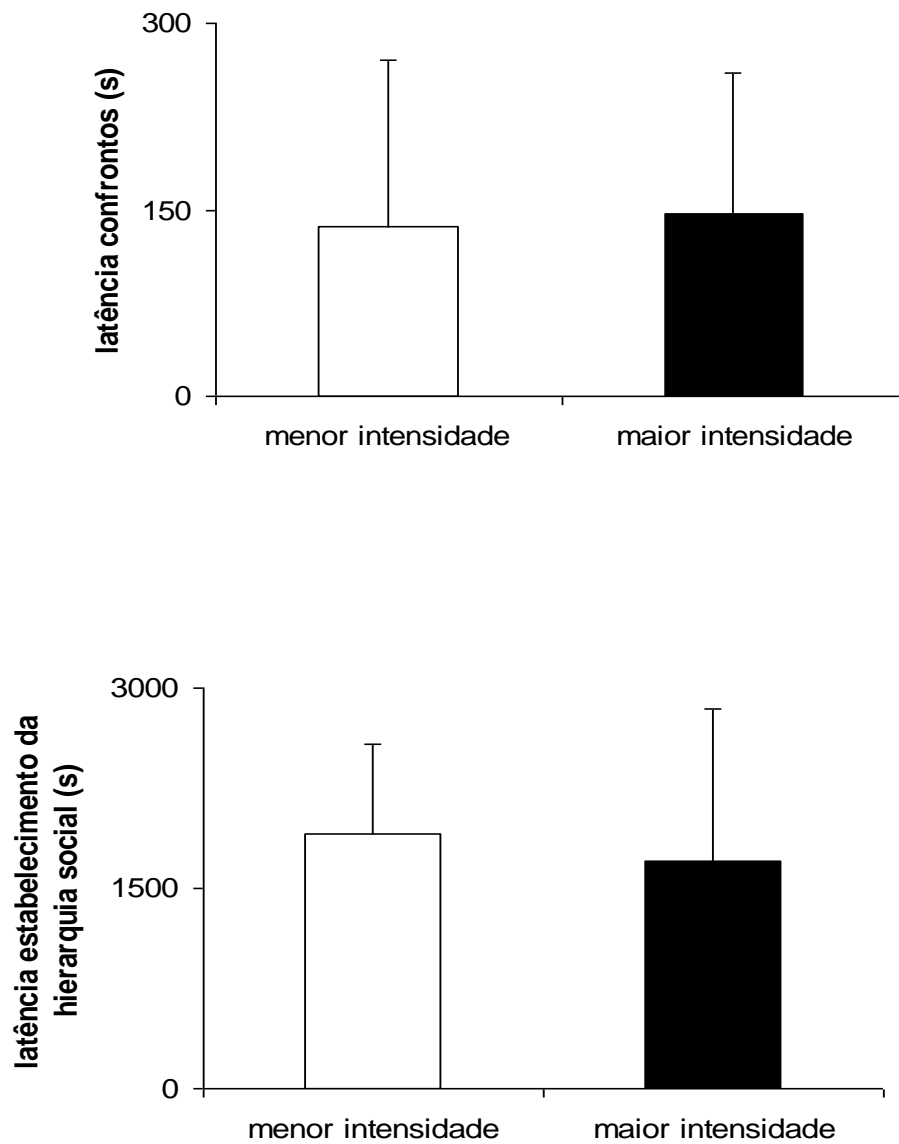 300
latência confrontos (s)
150
0
menor intensidade
maior intensidade
3000
latência estabelecimento da
hierarquia social (s)
1500
0
menor intensidade
maior intensidade